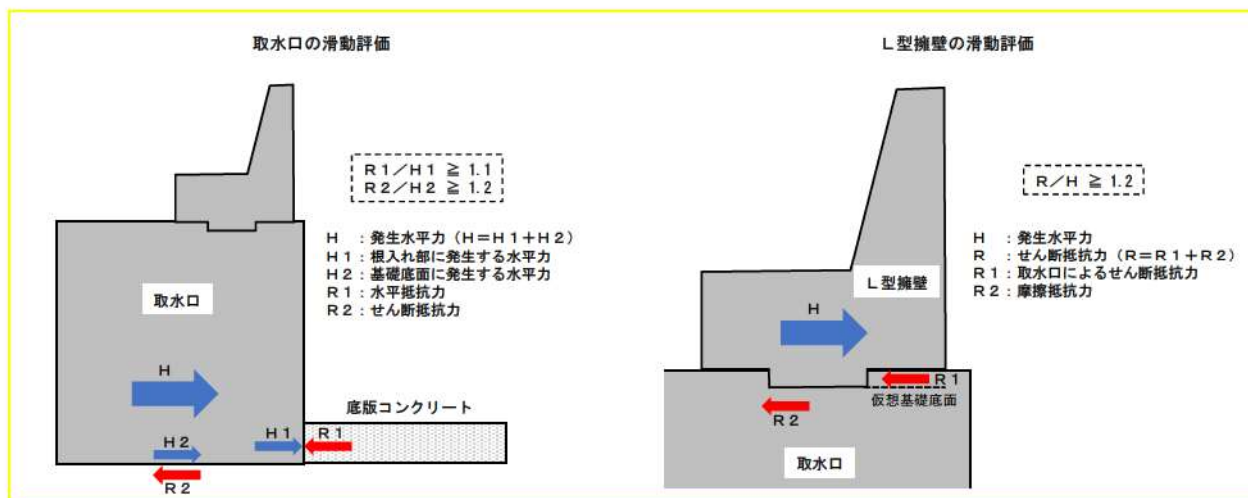 取水口の滑動評価
R1／H1 ≧ 1.1
R2／H2 ≧ 1.2
H ：発生水平力（H＝H1＋H2）
H1：根入れ部に発生する水平力
H2：基礎底面に発生する水平力
R1：水平抵抗力
R2：せん断抵抗力
取水口
H
底版コンクリート
H2
H1
R1
R2
L型擁壁の滑動評価
R／H ≧ 1.2
H ：発生水平力
R ：せん断抵抗力（R＝R1＋R2）
R1：取水口によるせん断抵抗力
R2：摩擦抵抗力
L型擁壁
H
R1
仮想基礎底面
R2
取水口